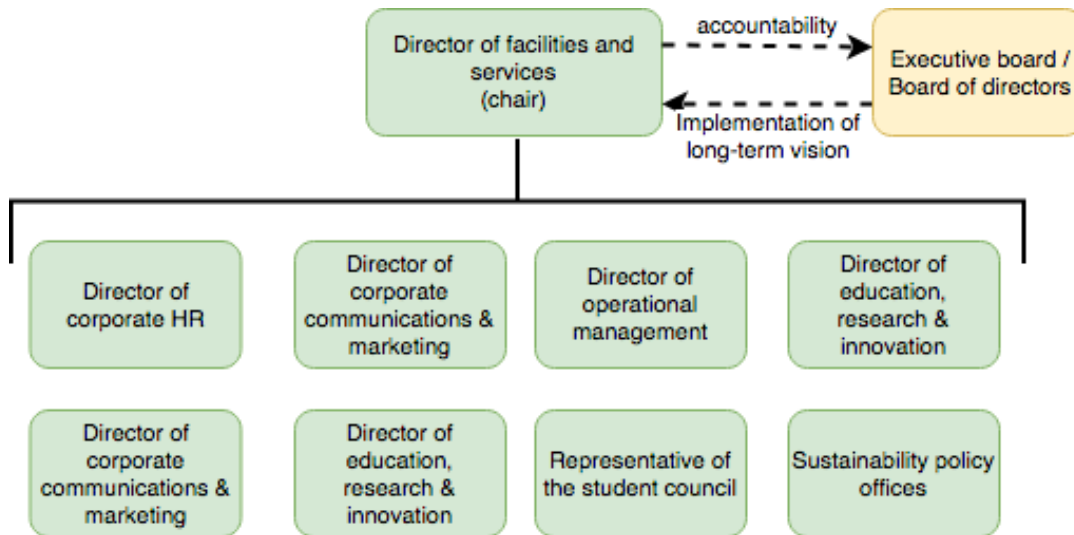 Director of facilities and
services
(chair)
accountability
Executive board /
Board of directors
Implementation of
long-term vision
Director of
corporate HR
Director of
corporate
communications &
marketing
Director of
operational
management
Director of
education,
research &
innovation
Director of
corporate
communications &
marketing
Director of
education,
research &
innovation
Representative of
the student council
Sustainability policy
offices